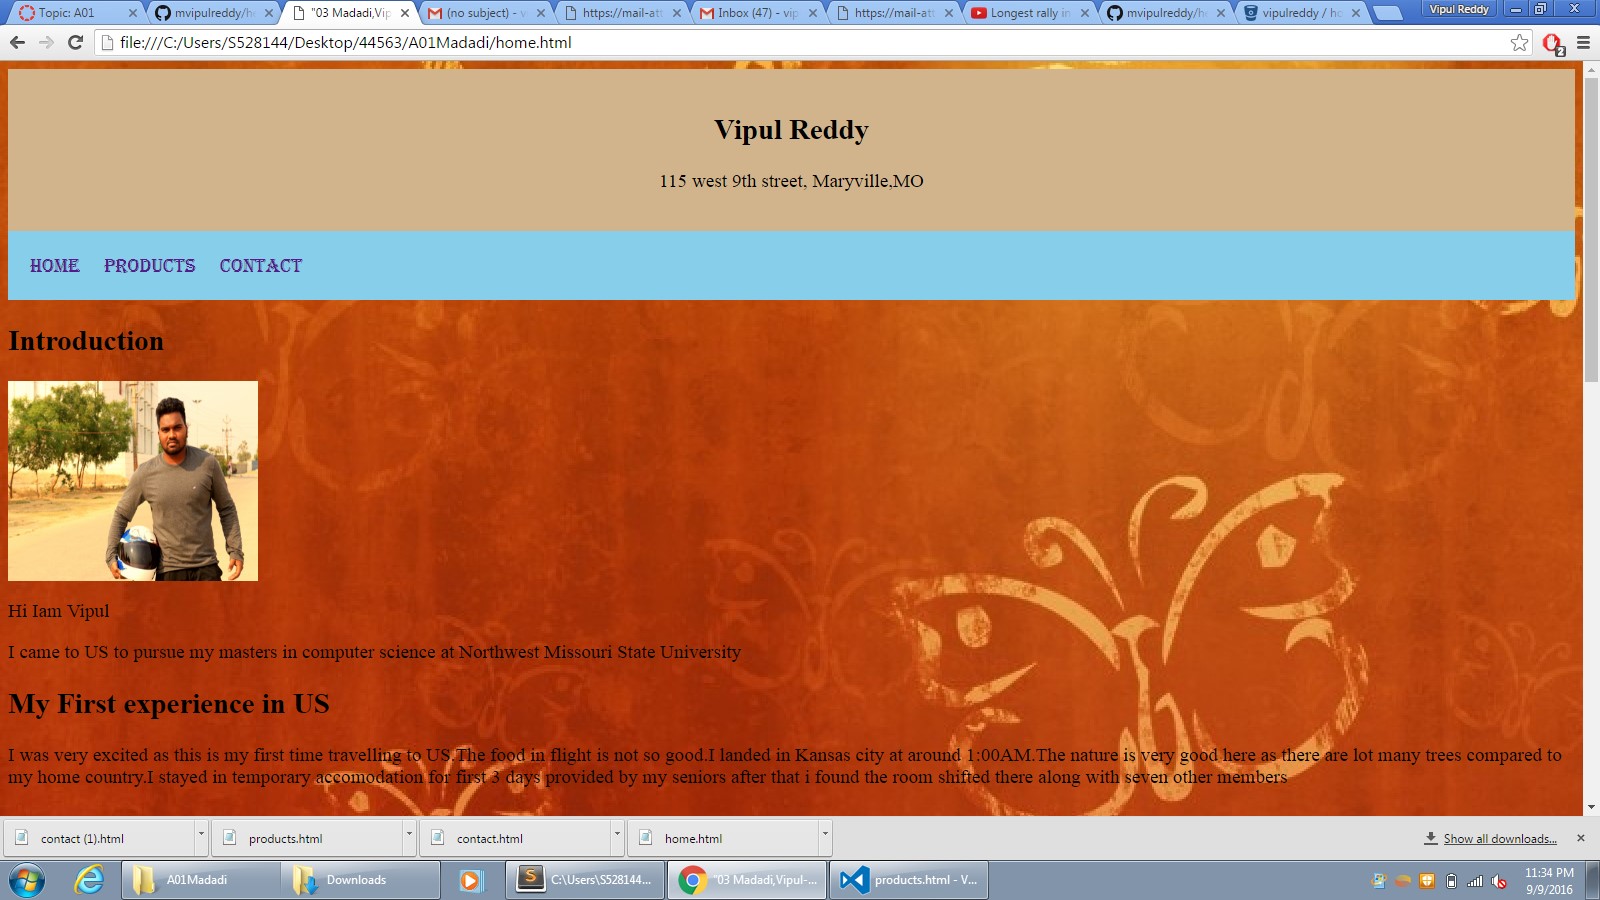 Topic: A01
mvipulreddy/h
"03 Madadi,Vip
(no subject) - v
https://mail-att
Inbox (47) - vip
https://mail-att
Longest rally in
mvipulreddy/h
vipulreddy / ho
Vipul Reddy
file:///C:/Users/S528144/Desktop/44563/A01Madadi/home.html
2
Vipul Reddy
115 west 9th street, Maryville,MO
HOME PRODUCTS CONTACT
Introduction
Hi Iam Vipul
I came to US to pursue my masters in computer science at Northwest Missouri State University
My First experience in US
I was very excited as this is my first time travelling to US.The food in flight is not so good.I landed in Kansas city at around 1:00AM.The nature is very good here as there are lot many trees compared to
my home country.I stayed in temporary accomodation for first 3 days provided by my seniors after that i found the room shifted there along with seven other members
contact (1).html
products.html
contact.html
home.html
Show all downloads...
A01Madadi
Downloads
C:\Users\S528144...
"03 Madadi,Vipul-...
products.html - V...
11:34 PM
9/9/2016